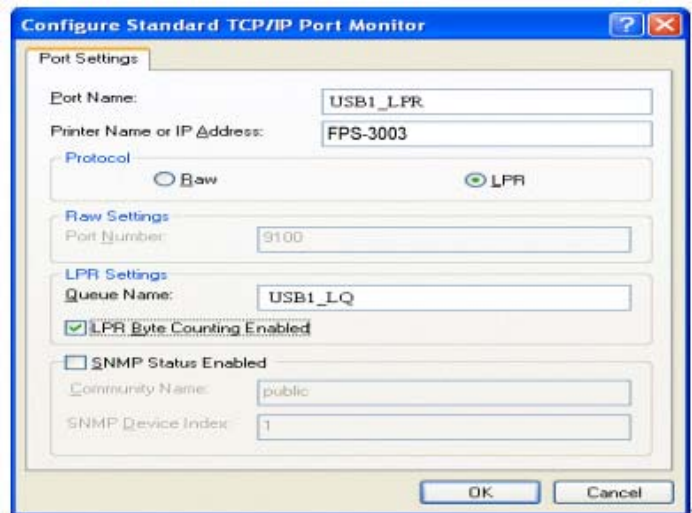 Configure Standard TCP/IP Port Monitor
Port Settings
Port Name: USB1_LPR
Printer Name or IP Address: FPS-3003
Protocol
Raw LPR
Raw Settings
Port Number: 9100
LPR Settings
Queue Name: USB1_LQ
LPR Byte Counting Enabled
SNMP Status Enabled
Community Name: public
SNMP Device Index: 1
OK Cancel